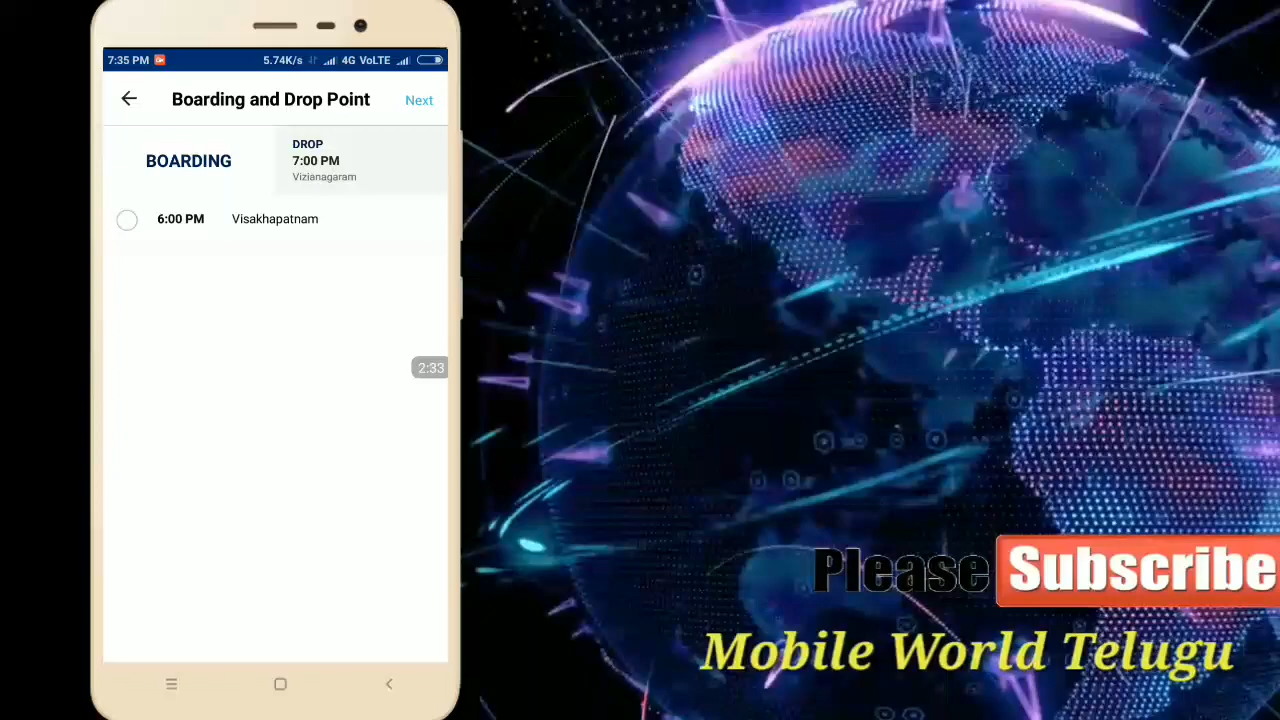 7:35 PM 5.74K/s 4G VoLTE
Boarding and Drop Point Next
BOARDING
DROP
7:00 PM
Vizianagaram
6:00 PM Visakhapatnam
2:33
Please Subscribe
Mobile World Telugu